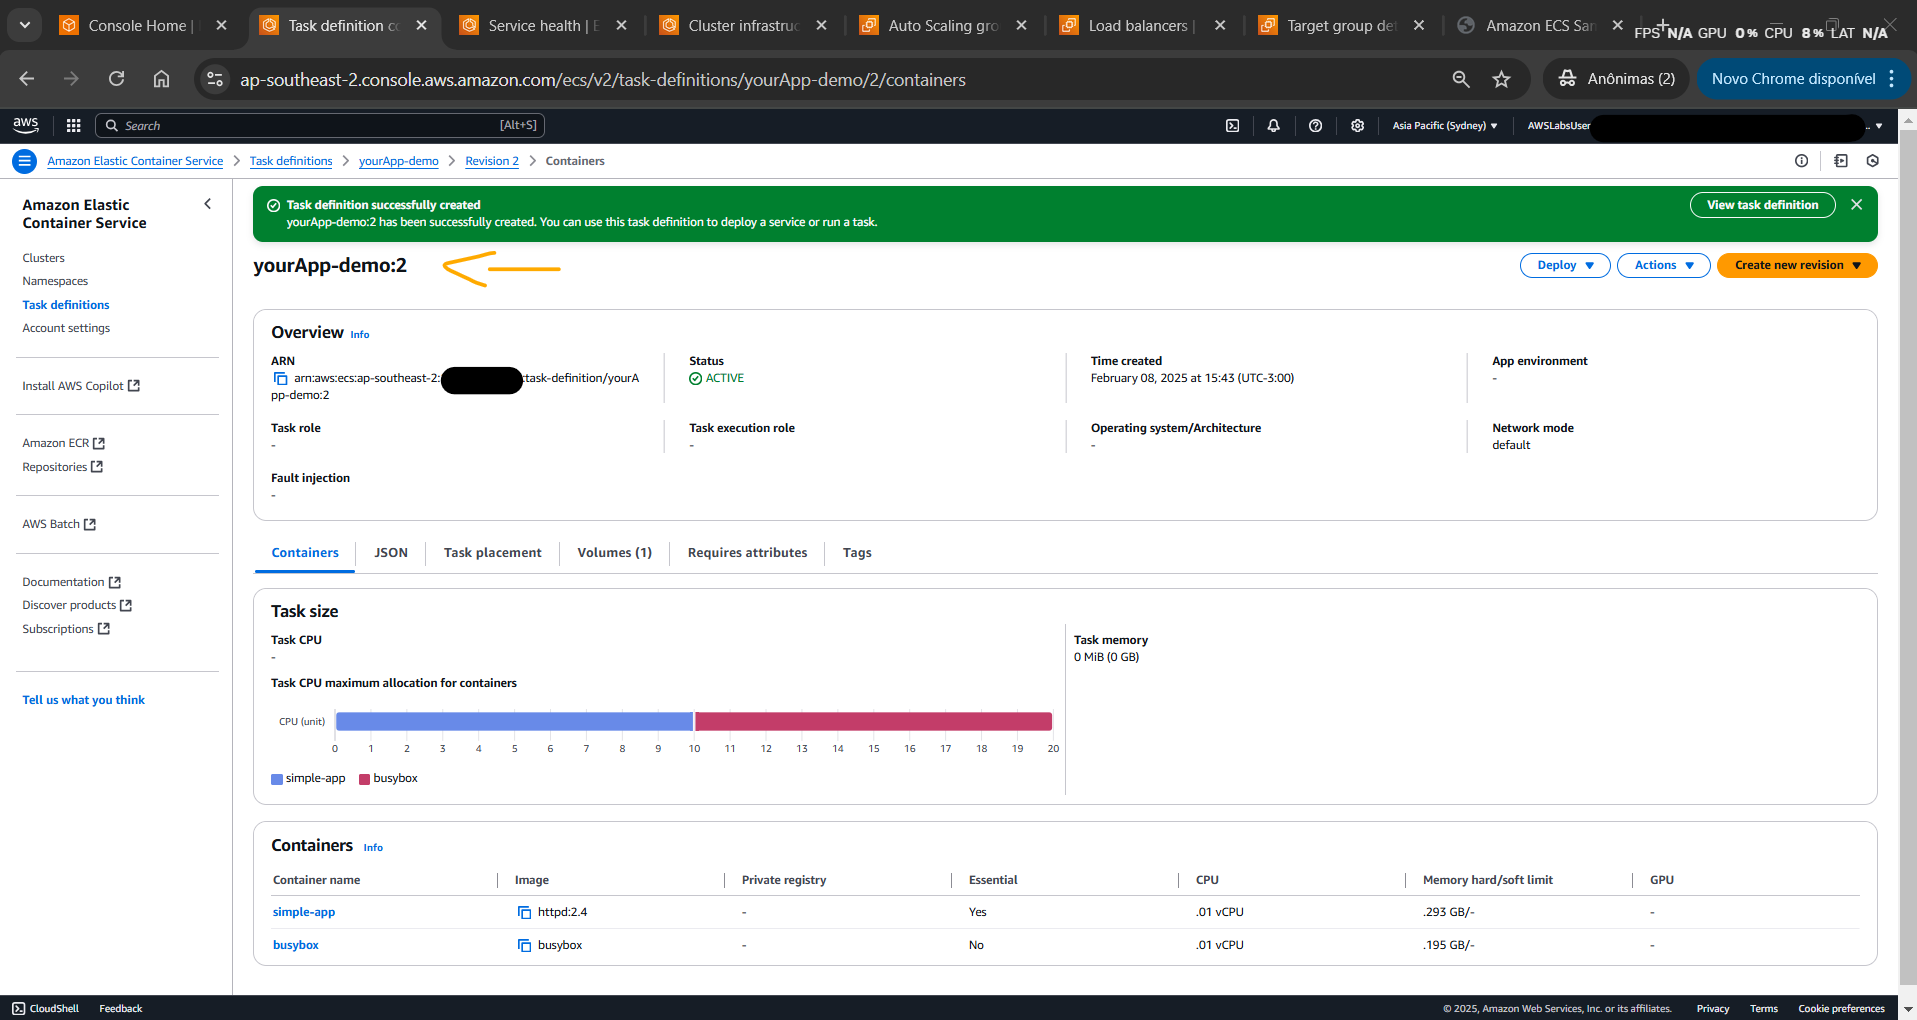 Console Home |
Task definition co
Service health | E
Cluster infrastruc
Auto Scaling gro
Load balancers |
Target group det
Amazon ECS Sam
FPS N/A GPU 0% CPU 8% LAT N/A
ap-southeast-2.console.aws.amazon.com/ecs/v2/task-definitions/yourApp-demo/2/containers
Anônimas (2)
Novo Chrome disponível
aws
Search
[Alt+S]
Asia Pacific (Sydney)
AWSLabsUser
Amazon Elastic Container Service > Task definitions > yourApp-demo > Revision 2 > Containers
Amazon Elastic
Container Service
Clusters
Namespaces
Task definitions
Account settings
Install AWS Copilot
Amazon ECR
Repositories
AWS Batch
Documentation
Discover products
Subscriptions
Tell us what you think
Task definition successfully created
yourApp-demo:2 has been successfully created. You can use this task definition to deploy a service or run a task.
View task definition
yourApp-demo:2
Deploy
Actions
Create new revision
Overview Info
ARN
arn:aws:ecs:ap-southeast-2: :task-definition/yourA
pp-demo:2
Status
ACTIVE
Time created
February 08, 2025 at 15:43 (UTC-3:00)
App environment
-
Task role
-
Task execution role
-
Operating system/Architecture
-
Network mode
default
Fault injection
-
Containers
JSON
Task placement
Volumes (1)
Requires attributes
Tags
Task size
Task CPU
-
Task memory
0 MiB (0 GB)
Task CPU maximum allocation for containers
CPU (unit)
0 1 2 3 4 5 6 7 8 9 10 11 12 13 14 15 16 17 18 19 20
simple-app busybox
Containers Info
Container name Image Private registry Essential CPU Memory hard/soft limit GPU
simple-app httpd:2.4 - Yes .01 vCPU .293 GB/- -
busybox busybox - No .01 vCPU .195 GB/- -
CloudShell Feedback
© 2025, Amazon Web Services, Inc. or its affiliates. Privacy Terms Cookie preferences